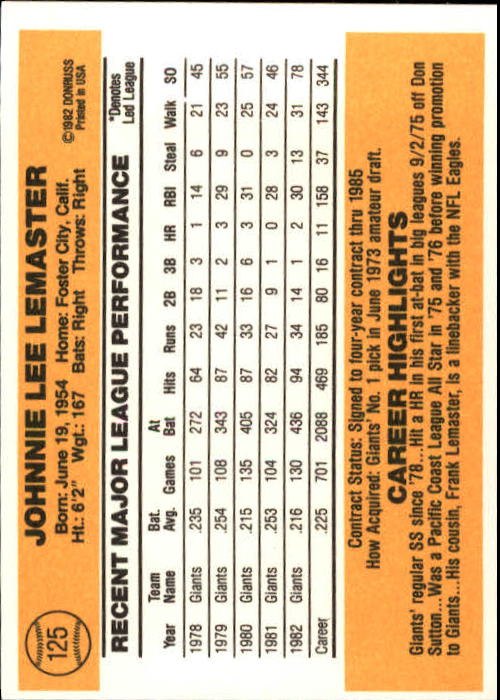 125
JOHNNIE LEE LEMASTER
Born: June 19, 1954 Home: Foster City, Calif.
Ht.: 6'2" Wgt.: 167 Bats: Right Throws: Right
©1982 DONRUSS
Printed in USA
RECENT MAJOR LEAGUE PERFORMANCE
*Denotes
Led League
Year Team Name Bat. Avg. Games At Bat Hits Runs 2B 3B HR RBI Steal Walk SO
1978 Giants .235 101 272 64 23 18 3 1 14 6 21 45
1979 Giants .254 108 343 87 42 11 2 3 29 9 23 55
1980 Giants .215 135 405 87 33 16 6 3 31 0 25 57
1981 Giants .253 104 324 82 27 9 1 0 28 3 24 46
1982 Giants .216 130 436 94 34 14 1 2 30 13 31 78
Career .225 701 2088 469 185 80 16 11 158 37 143 344
Contract Status: Signed to four-year contract thru 1985
How Acquired: Giants' No. 1 pick in June 1973 amateur draft.
CAREER HIGHLIGHTS
Giants' regular SS since '78...Hit a HR in his first at-bat in big leagues 9/2/75 off Don
Sutton...Was a Pacific Coast League All Star in '75 and '76 before winning promotion
to Giants...His cousin, Frank Lemaster, is a linebacker with the NFL Eagles.